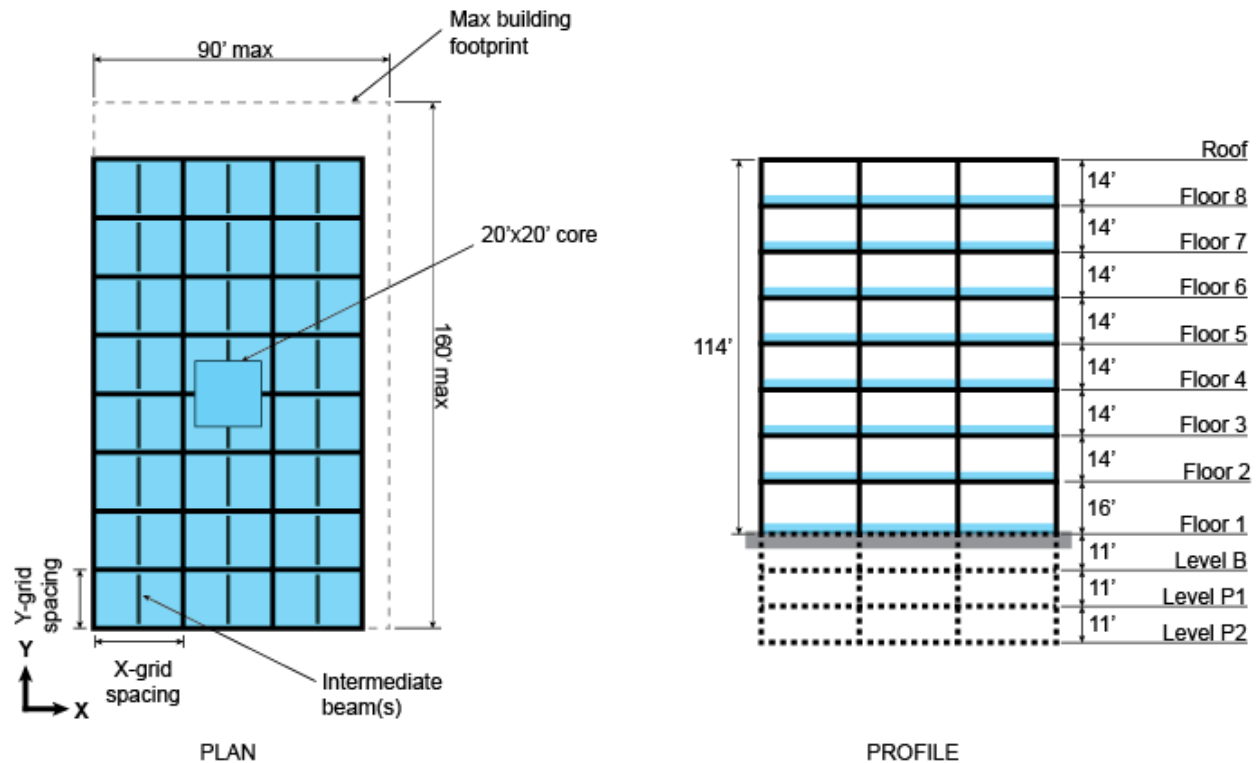 Max building
footprint
90’ max
20’x20’ core
160’ max
Y-grid
spacing
Y
X
X-grid
spacing
Intermediate
beam(s)
PLAN
Roof
14’
Floor 8
14’
Floor 7
14’
Floor 6
14’
Floor 5
114’
14’
Floor 4
14’
Floor 3
14’
Floor 2
16’
Floor 1
11’
Level B
11’
Level P1
11’
Level P2
PROFILE